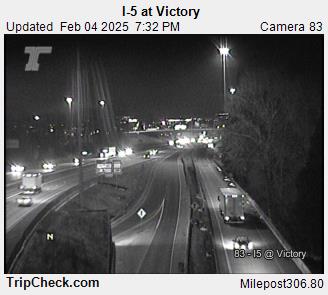 I-5 at Victory
Updated Feb 04 2025 7:32 PM Camera 83
T
N
83 - I5 @ Victory
TripCheck.com Milepost306.80